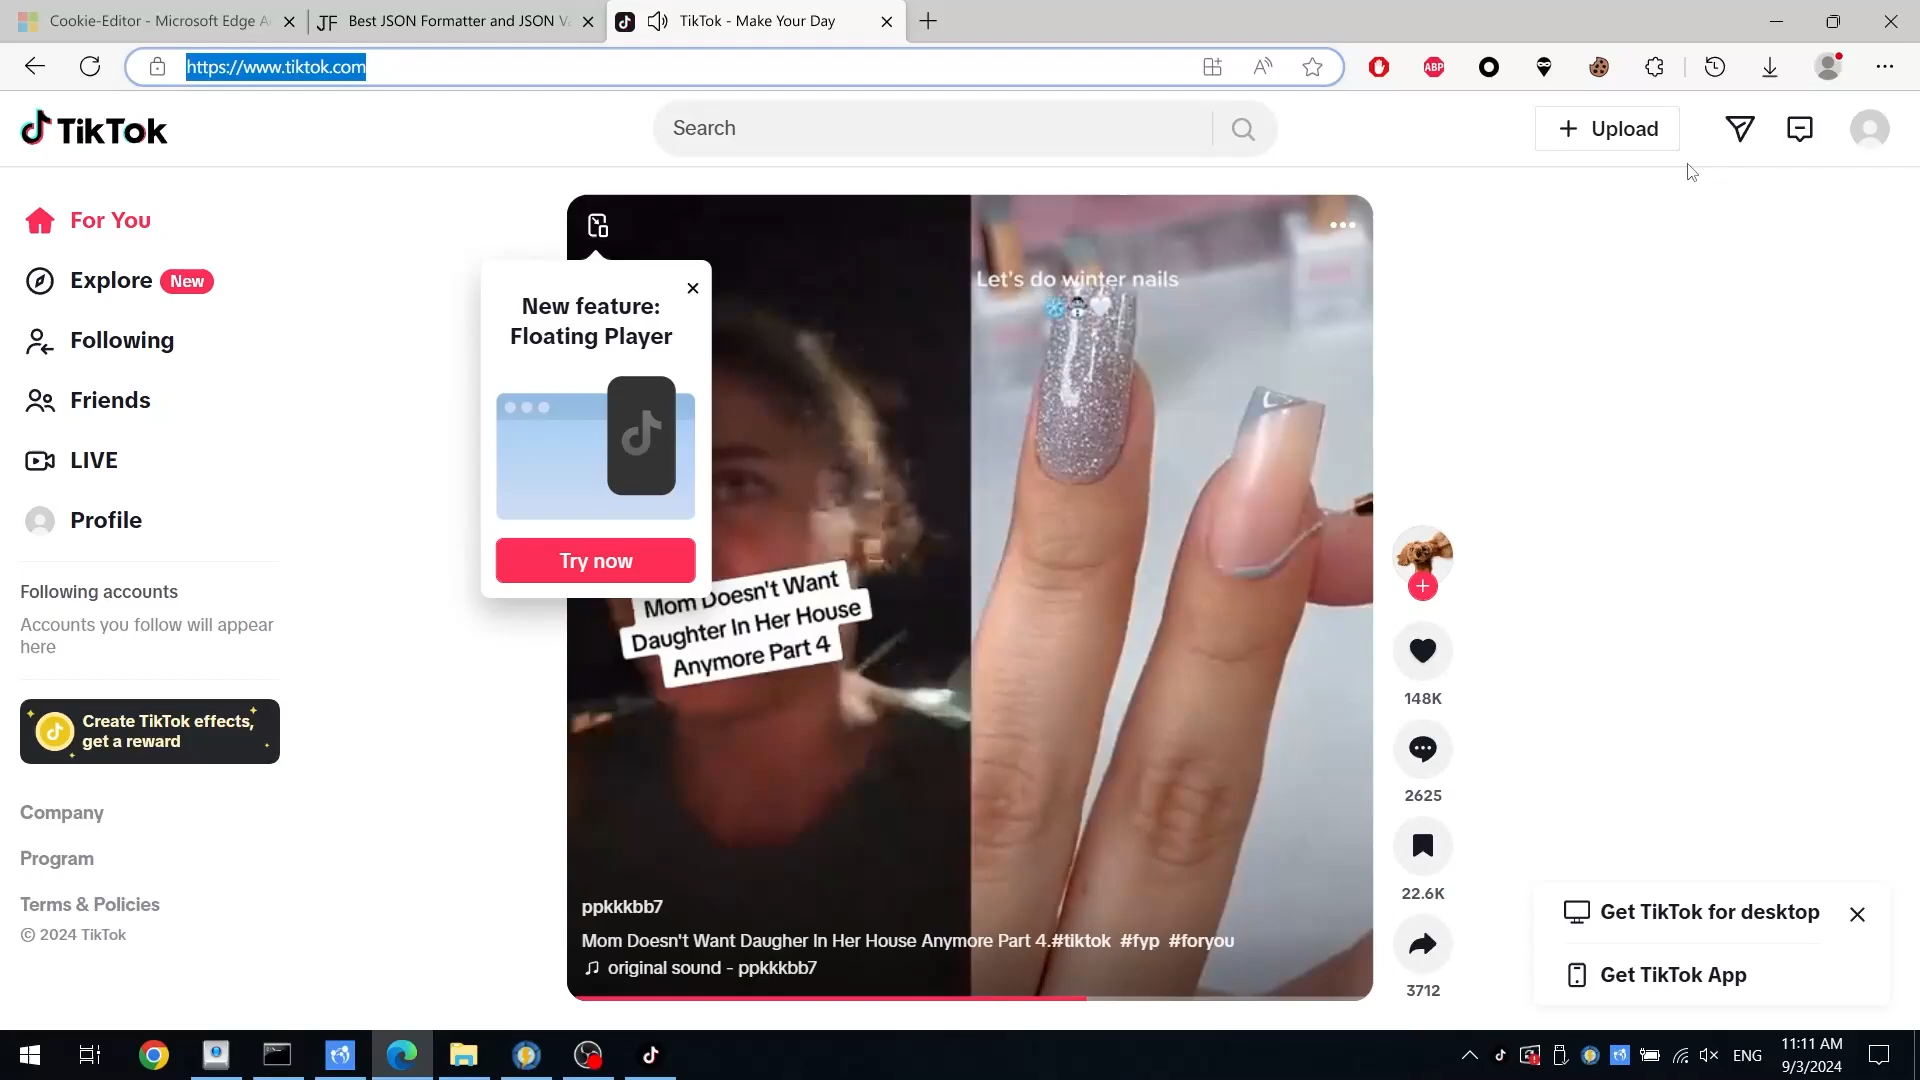 Cookie-Editor - Microsoft Edge A
JF Best JSON Formatter and JSON V
TikTok - Make Your Day
https://www.tiktok.com
ABP
TikTok
Search
Upload
For You
Explore New
Following
Friends
LIVE
Profile
Following accounts
Accounts you follow will appear
here
Create TikTok effects,
get a reward
Company
Program
Terms & Policies
© 2024 TikTok
New feature:
Floating Player
Try now
Let's do winter nails
Mom Doesn't Want
Daughter In Her House
Anymore Part 4
ppkkkbb7
Mom Doesn't Want Daugher In Her House Anymore Part 4.#tiktok #fyp #foryou
original sound - ppkkkbb7
148K
2625
22.6K
3712
Get TikTok for desktop
Get TikTok App
ENG
11:11 AM
9/3/2024